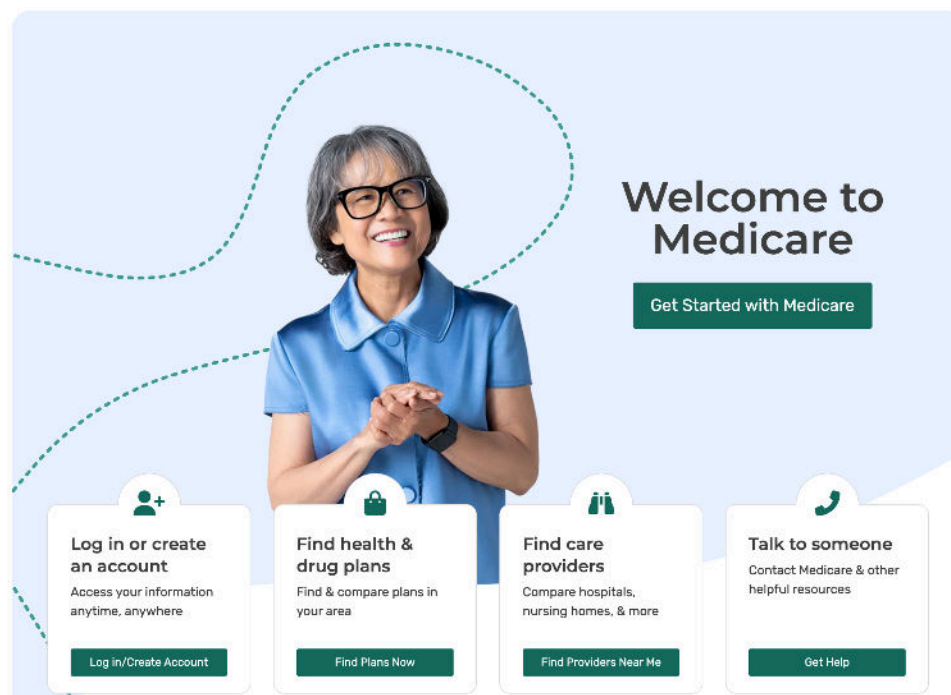 Welcome to
Medicare
Get Started with Medicare
Log in or create
an account
Access your information
anytime, anywhere
Log in/Create Account
Find health &
drug plans
Find & compare plans in
your area
Find Plans Now
Find care
providers
Compare hospitals,
nursing homes, & more
Find Providers Near Me
Talk to someone
Contact Medicare & other
helpful resources
Get Help